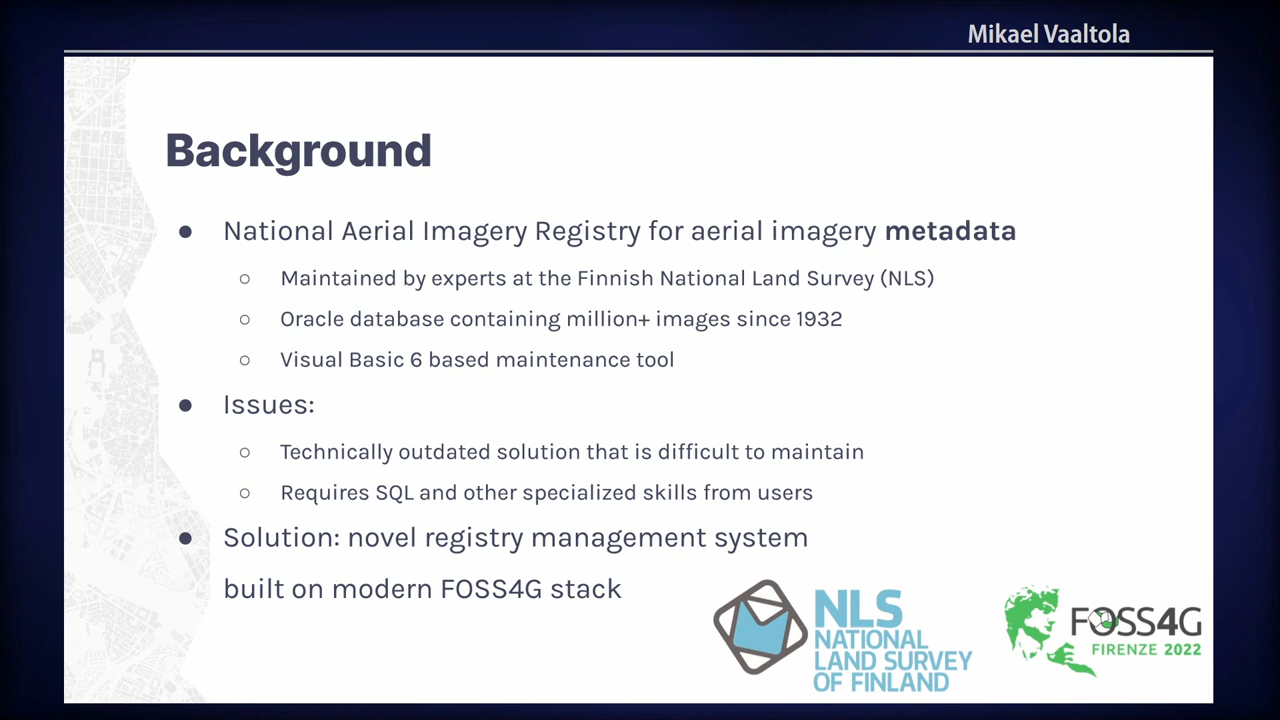 Mikael Vaaltola
Background
● National Aerial Imagery Registry for aerial imagery metadata
○ Maintained by experts at the Finnish National Land Survey (NLS)
○ Oracle database containing million+ images since 1932
○ Visual Basic 6 based maintenance tool
● Issues:
○ Technically outdated solution that is difficult to maintain
○ Requires SQL and other specialized skills from users
● Solution: novel registry management system
built on modern FOSS4G stack
NLS
NATIONAL
LAND SURVEY
OF FINLAND
FOSS4G
FIRENZE 2022